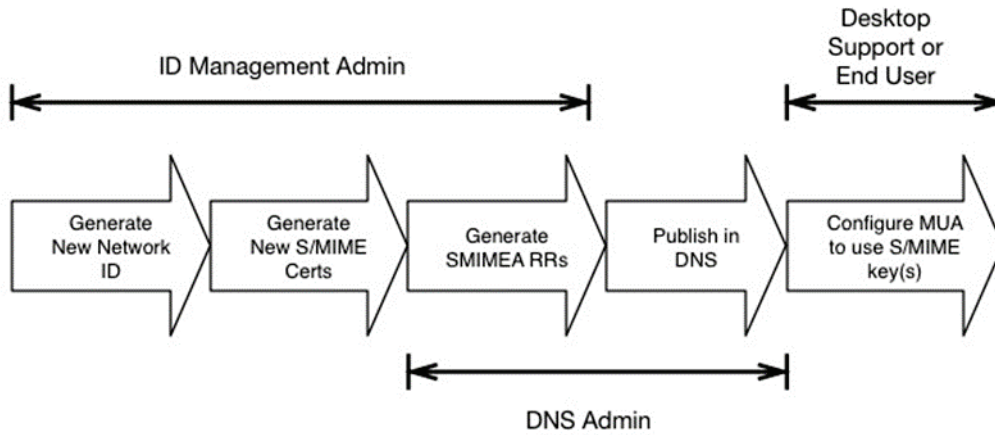 ID Management Admin
Desktop
Support or
End User
Generate
New Network
ID
Generate
New S/MIME
Certs
Generate
SMIMEA RRs
Publish in
DNS
Configure MUA
to use S/MIME
key(s)
DNS Admin